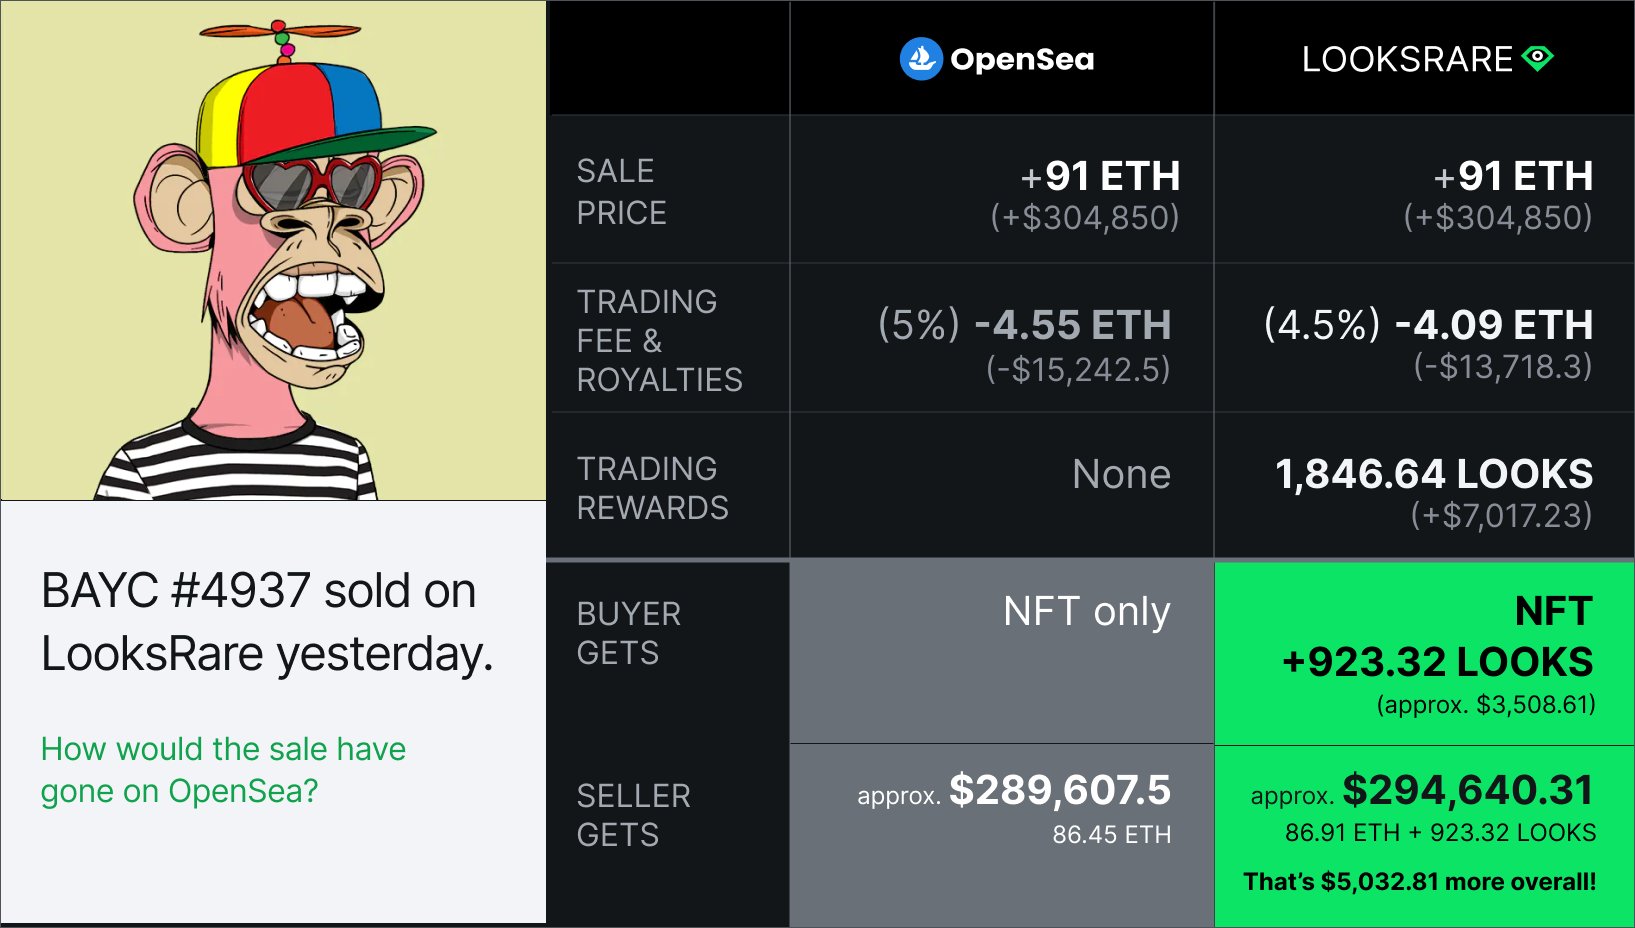 OpenSea
LOOKSRARE
SALE
PRICE
+91 ETH
(+$304,850)
+91 ETH
(+$304,850)
TRADING
FEE &
ROYALTIES
(5%) -4.55 ETH
(-$15,242.5)
(4.5%) -4.09 ETH
(-$13,718.3)
TRADING
REWARDS
None
1,846.64 LOOKS
(+$7,017.23)
BAYC #4937 sold on
LooksRare yesterday.
How would the sale have
gone on OpenSea?
BUYER
GETS
NFT only
NFT
+923.32 LOOKS
(approx. $3,508.61)
SELLER
GETS
approx. $289,607.5
86.45 ETH
approx. $294,640.31
86.91 ETH + 923.32 LOOKS
That's $5,032.81 more overall!